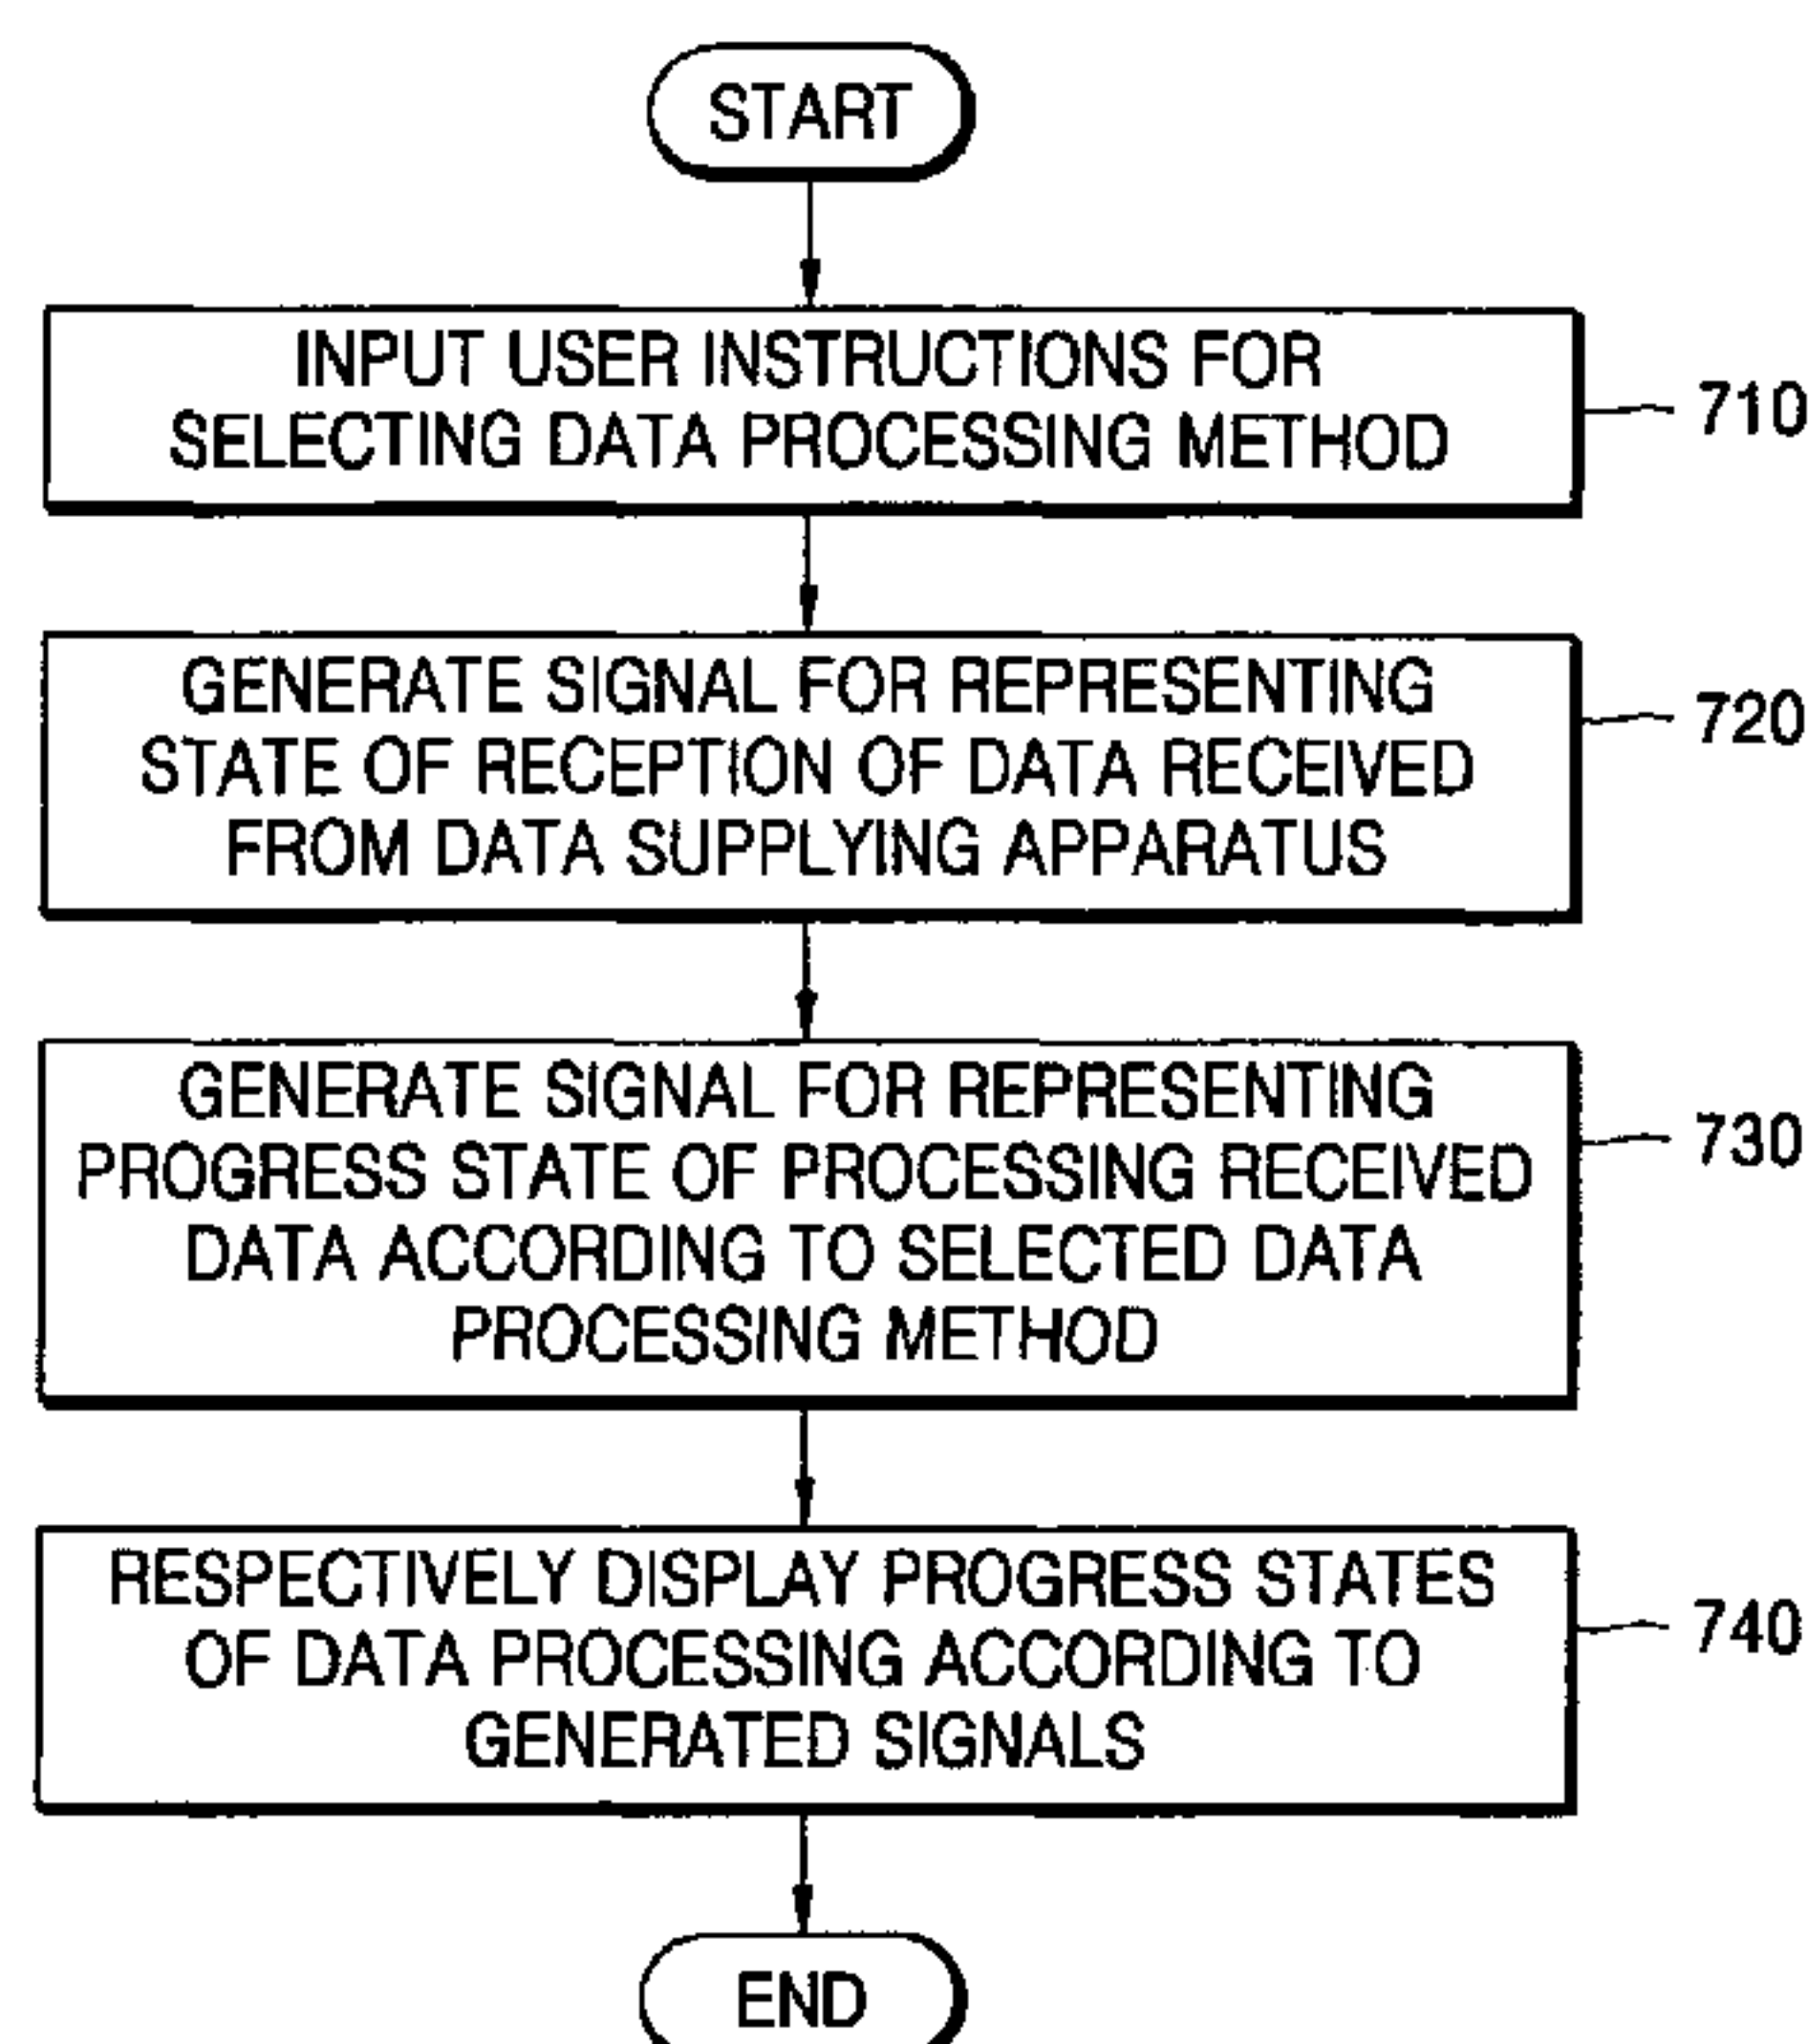 START
INPUT USER INSTRUCTIONS FOR
SELECTING DATA PROCESSING METHOD
710
GENERATE SIGNAL FOR REPRESENTING
STATE OF RECEPTION OF DATA RECEIVED
FROM DATA SUPPLYING APPARATUS
720
GENERATE SIGNAL FOR REPRESENTING
PROGRESS STATE OF PROCESSING RECEIVED
DATA ACCORDING TO SELECTED DATA
PROCESSING METHOD
730
RESPECTIVELY DISPLAY PROGRESS STATES
OF DATA PROCESSING ACCORDING TO
GENERATED SIGNALS
740
END